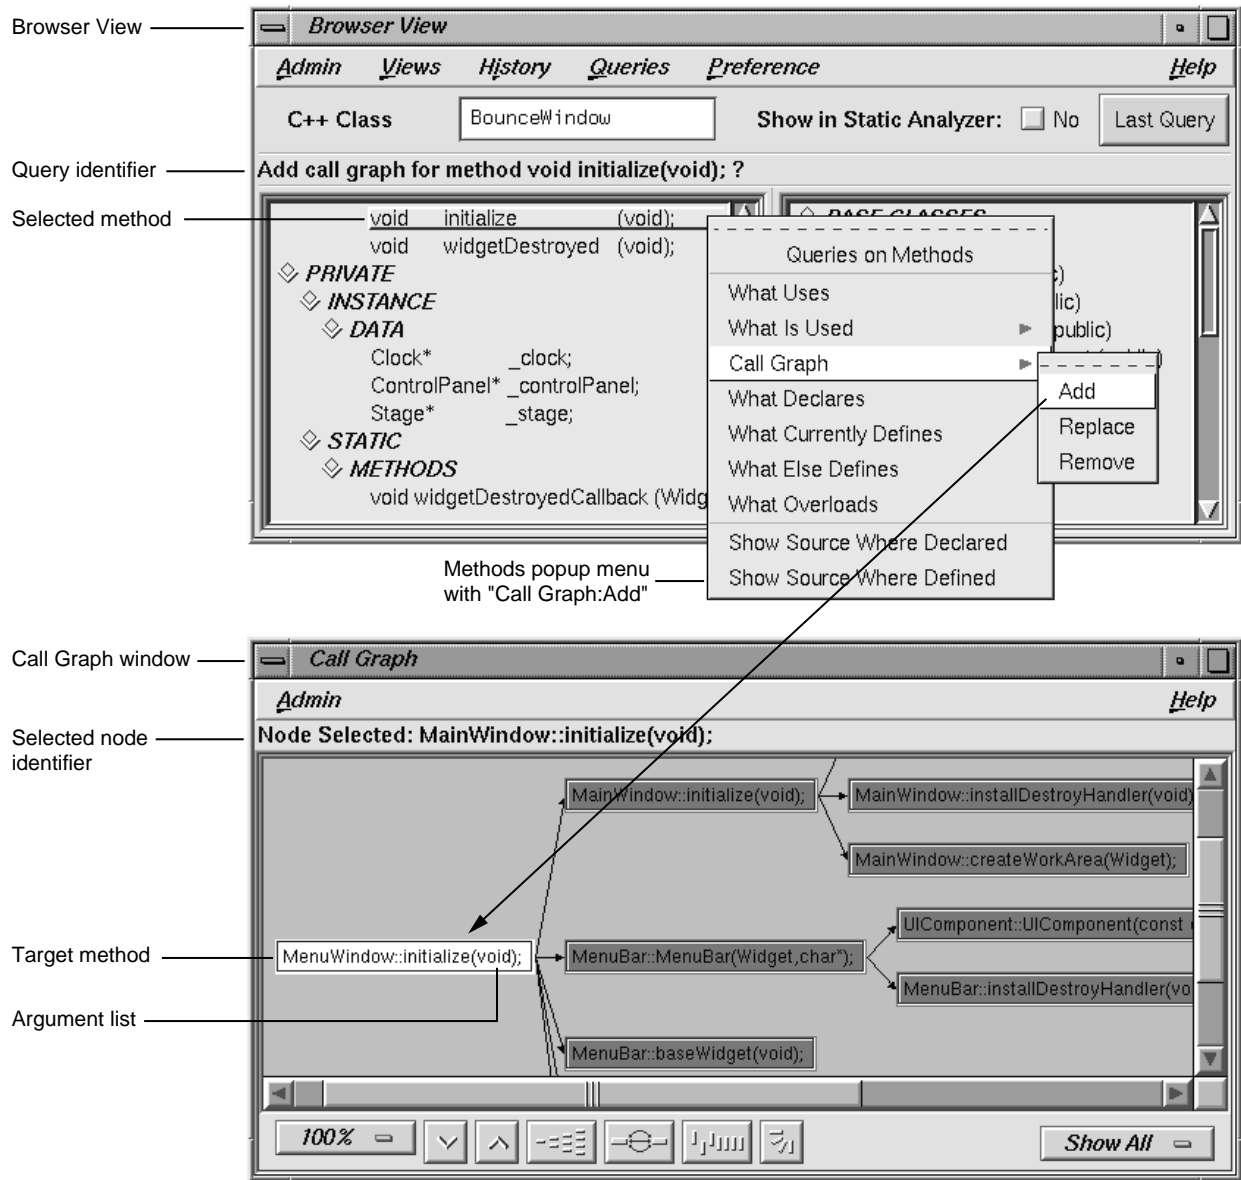 Browser View
Browser View
Admin Views History Queries Preference Help
C++ Class BounceWindow Show in Static Analyzer: No Last Query
Query identifier
Add call graph for method void initialize(void); ?
Selected method
void initialize (void);
void widgetDestroyed (void);
PRIVATE
INSTANCE
DATA
Clock* _clock;
ControlPanel* _controlPanel;
Stage* _stage;
STATIC
METHODS
void widgetDestroyedCallback (Widg
BASE CLASSES
public)
Queries on Methods
What Uses
What Is Used
Call Graph
What Declares
What Currently Defines
What Else Defines
What Overloads
Show Source Where Declared
Show Source Where Defined
Add
Replace
Remove
Methods popup menu
with "Call Graph:Add"
Call Graph window
Call Graph
Admin Help
Selected node
identifier
Node Selected: MainWindow::initialize(void);
MainWindow::initialize(void);
MainWindow::installDestroyHandler(void)
MainWindow::createWorkArea(Widget);
UIComponent::UIComponent(const
Target method
MenuWindow::initialize(void);
MenuBar::MenuBar(Widget,char*);
MenuBar::installDestroyHandler(vo
Argument list
MenuBar::baseWidget(void);
100%
Show All